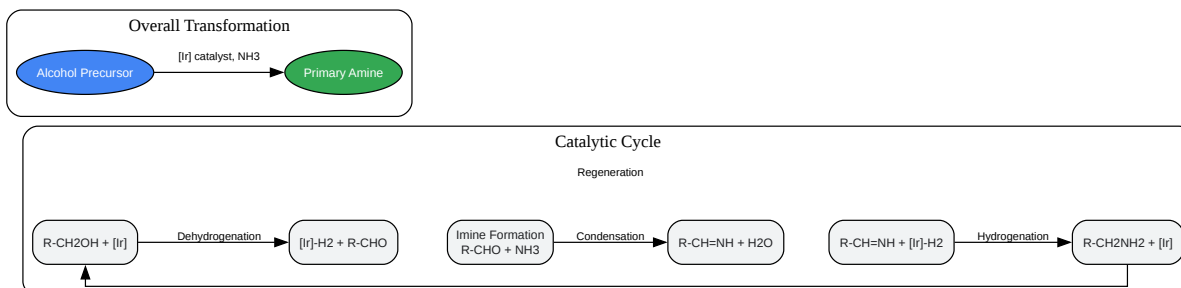 Overall Transformation
[Ir] catalyst, NH3
Alcohol Precursor
Primary Amine
Catalytic Cycle
Regeneration
R-CH2OH + [Ir]
Dehydrogenation
[Ir]-H2 + R-CHO
Imine Formation
R-CHO + NH3
Condensation
R-CH=NH + H2O
R-CH=NH + [Ir]-H2
Hydrogenation
R-CH2NH2 + [Ir]